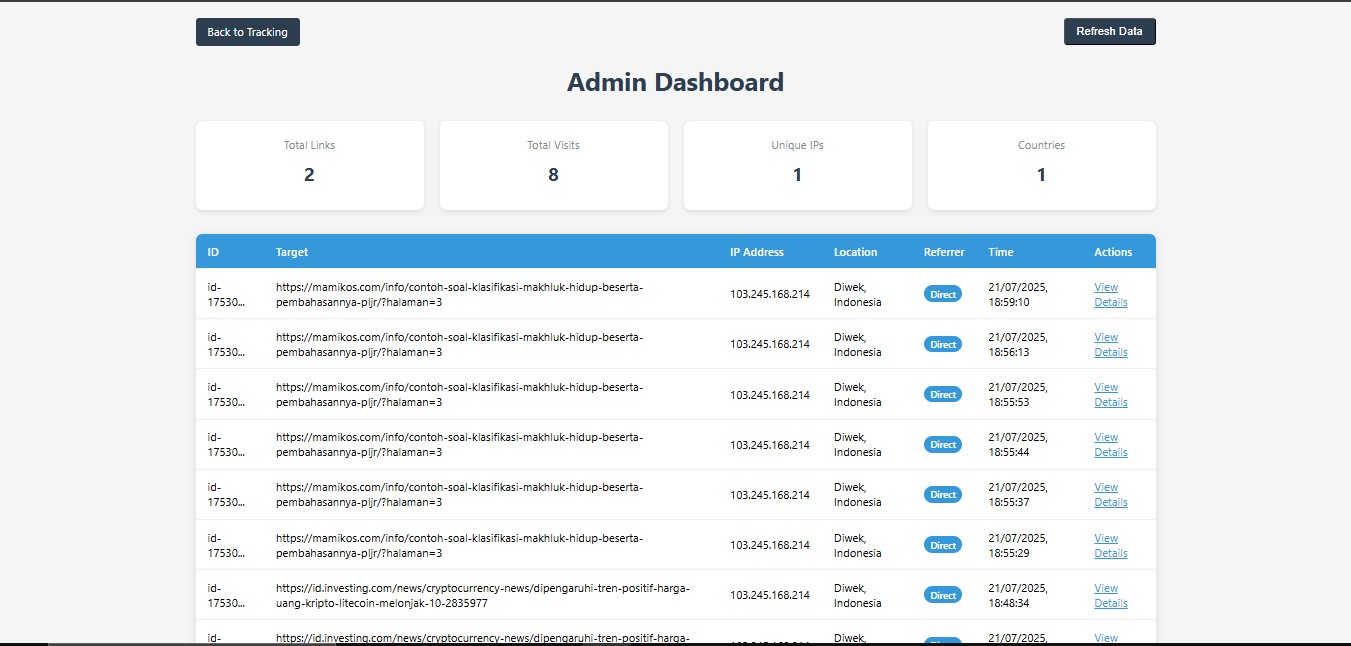 Back to Tracking
Refresh Data
Admin Dashboard
Total Links
2
Total Visits
8
Unique IPs
1
Countries
1
ID Target IP Address Location Referrer Time Actions
id-
17530...
https://mamikos.com/info/contoh-soal-klasifikasi-makhluk-hidup-beserta-
pembahasannya-pljr/?halaman=3
103.245.168.214
Diwek,
Indonesia
Direct
21/07/2025,
18:59:10
View
Details
id-
17530...
https://mamikos.com/info/contoh-soal-klasifikasi-makhluk-hidup-beserta-
pembahasannya-pljr/?halaman=3
103.245.168.214
Diwek,
Indonesia
Direct
21/07/2025,
18:56:13
View
Details
id-
17530...
https://mamikos.com/info/contoh-soal-klasifikasi-makhluk-hidup-beserta-
pembahasannya-pljr/?halaman=3
103.245.168.214
Diwek,
Indonesia
Direct
21/07/2025,
18:55:53
View
Details
id-
17530...
https://mamikos.com/info/contoh-soal-klasifikasi-makhluk-hidup-beserta-
pembahasannya-pljr/?halaman=3
103.245.168.214
Diwek,
Indonesia
Direct
21/07/2025,
18:55:44
View
Details
id-
17530...
https://mamikos.com/info/contoh-soal-klasifikasi-makhluk-hidup-beserta-
pembahasannya-pljr/?halaman=3
103.245.168.214
Diwek,
Indonesia
Direct
21/07/2025,
18:55:37
View
Details
id-
17530...
https://mamikos.com/info/contoh-soal-klasifikasi-makhluk-hidup-beserta-
pembahasannya-pljr/?halaman=3
103.245.168.214
Diwek,
Indonesia
Direct
21/07/2025,
18:55:29
View
Details
id-
17530...
https://id.investing.com/news/cryptocurrency-news/dipengaruhi-tren-positif-harga-
uang-kripto-litecoin-melonjak-10-2835977
103.245.168.214
Diwek,
Indonesia
Direct
21/07/2025,
18:48:34
View
Details
id-
https://id.investing.com/news/cryptocurrency-news/dipengaruhi-tren-positif-harga-
Diwek,
21/07/2025,
View